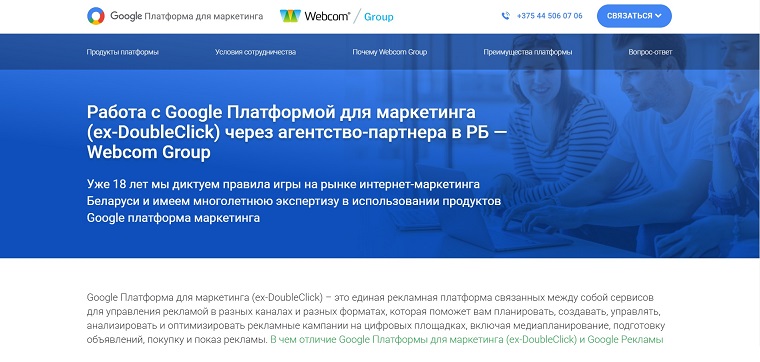 Google Платформа для маркетинга
Webcom Group
+375 44 506 07 06
СВЯЗАТЬСЯ
Продукты платформы
Условия сотрудничества
Почему Webcom Group
Преимущества платформы
Вопрос-ответ
Работа с Google Платформой для маркетинга
(ex-DoubleClick) через агентство-партнера в РБ —
Webcom Group
Уже 18 лет мы диктуем правила игры на рынке интернет-маркетинга
Беларуси и имеем многолетнюю экспертизу в использовании продуктов
Google платформа маркетинга
Google Платформа для маркетинга (ex-DoubleClick) – это единая рекламная платформа связанных между собой сервисов
для управления рекламой в разных каналах и разных форматах, которая поможет вам планировать, создавать, управлять,
анализировать и оптимизировать рекламные кампании на цифровых площадках, включая медиапланирование, подготовку
объявлений, покупку и показ рекламы. В чем отличие Google Платформы для маркетинга (ex-DoubleClick) и Google Рекламы